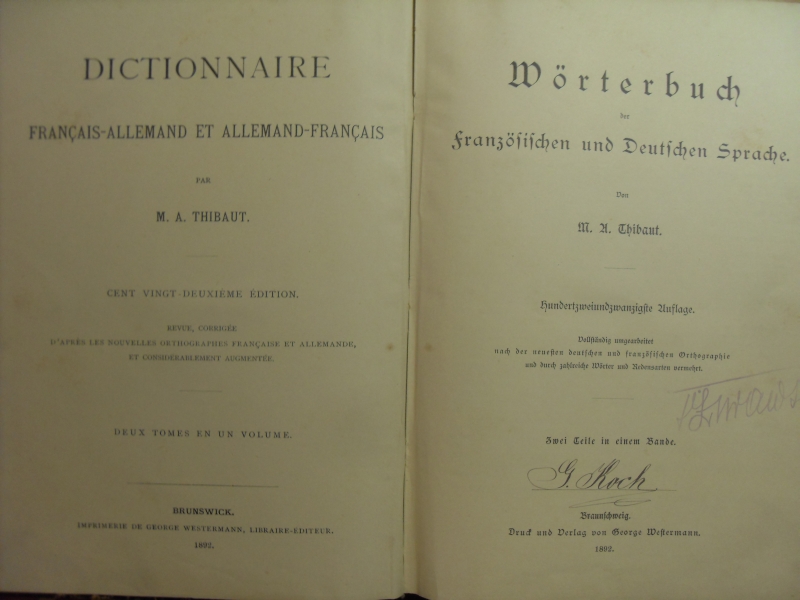 DICTIONNAIRE
FRANÇAIS-ALLEMAND ET ALLEMAND-FRANÇAIS
PAR
M. A. THIBAUT.
CENT VINGT-DEUXIÈME ÉDITION.
REVUE, CORRIGÉE
D'APRÈS LES NOUVELLES ORTHOGRAPHES FRANÇAISE ET ALLEMANDE,
ET CONSIDÉRABLEMENT AUGMENTÉE.
DEUX TOMES EN UN VOLUME.
BRUNSWICK.
IMPRIMERIE DE GEORGE WESTERMANN, LIBRAIRE-ÉDITEUR.
1892.
Wörterbuch
der
Französischen und Deutschen Sprache.
Von
M. A. Thibaut.
Hundertzweiundzwanzigste Auflage.
Vollständig umgearbeitet
nach der neuesten deutschen und französischen Orthographie
und durch zahlreiche Wörter und Redensarten vermehrt.
Zwei Teile in einem Bande.
G. Koch
Braunschweig.
Druck und Verlag von George Westermann.
1892.